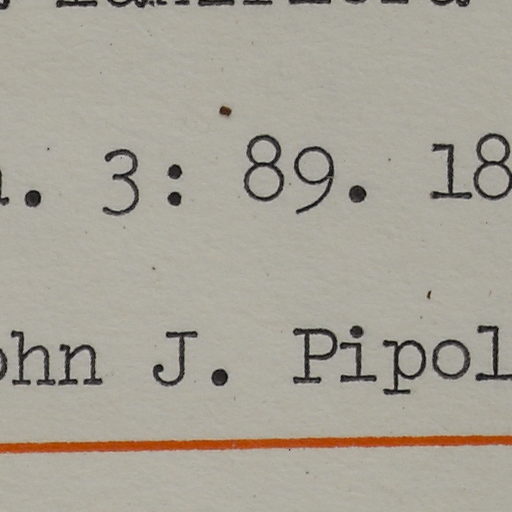 . 3: 89. 18
ohn J. Pipol